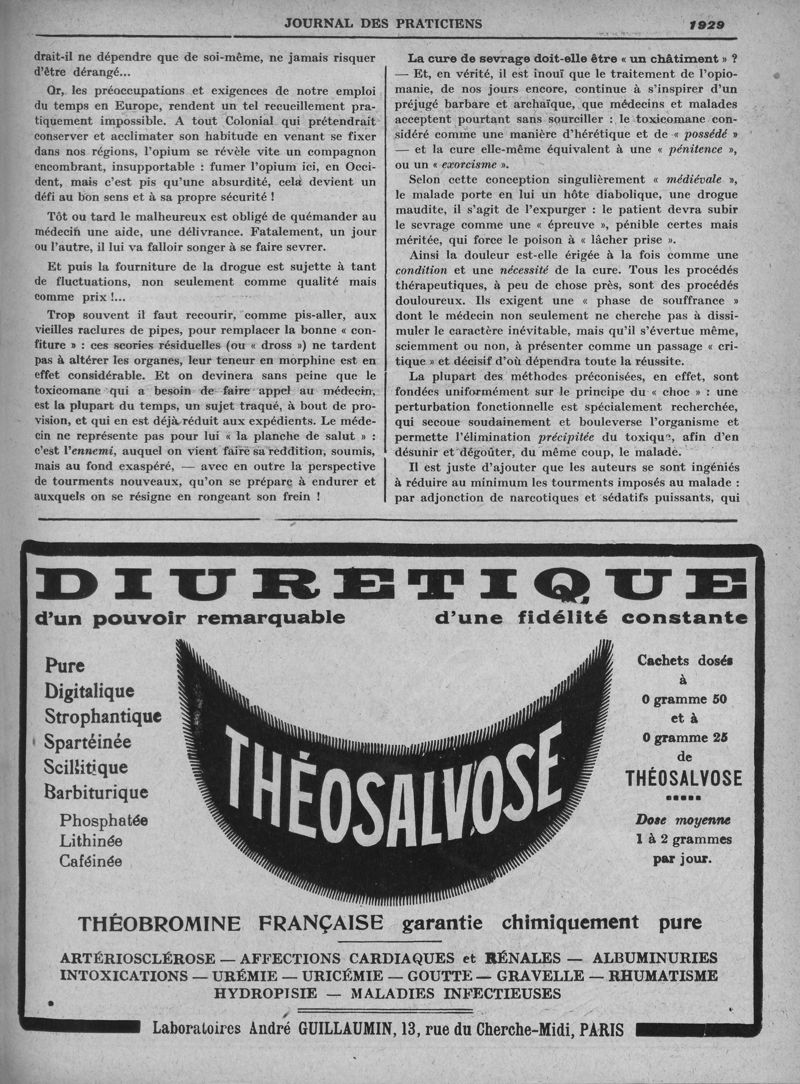 JOURNAL DES PRATICIENS
1929
drait-il ne dépendre que de soi-même, ne jamais risquer
d'être dérangé...
Or, les préoccupations et exigences de notre emploi
du temps en Europe, rendent un tel recueillement pra-
tiquement impossible. A tout Colonial qui prétendrait
conserver et acclimater son habitude en venant se fixer
dans nos régions, l'opium se révèle vite un compagnon
encombrant, insupportable : fumer l'opium ici, en Occi-
dent, mais c'est pis qu'une absurdité, cela devient un
défi au bon sens et à sa propre sécurité !
Tôt ou tard le malheureux est obligé de quémander au
médecin une aide, une délivrance. Fatalement, un jour
ou l'autre, il lui va falloir songer à se faire sevrer.
Et puis la fourniture de la drogue est sujette à tant
de fluctuations, non seulement comme qualité mais
comme prix !...
Trop souvent il faut recourir, comme pis-aller, aux
vieilles raclures de pipes, pour remplacer la bonne « con-
fiture » : ces scories résiduelles (ou « dross ») ne tardent
pas à altérer les organes, leur teneur en morphine est en
effet considérable. Et on devinera sans peine que le
toxicomane qui a besoin de faire appel au médecin,
est la plupart du temps, un sujet traqué, à bout de pro-
vision, et qui en est déjà réduit aux expédients. Le méde-
cin ne représente pas pour lui « la planche de salut » :
c'est l'ennemi, auquel on vient faire sa reddition, soumis,
mais au fond exaspéré, — avec en outre la perspective
de tourments nouveaux, qu'on se prépare à endurer et
auxquels on se résigne en rongeant son frein !
La cure de sevrage doit-elle être « un châtiment » ?
— Et, en vérité, il est inouï que le traitement de l'opio-
manie, de nos jours encore, continue à s'inspirer d'un
préjugé barbare et archaïque, que médecins et malades
acceptent pourtant sans sourciller : le toxicomane con-
sidéré comme une manière d'hérétique et de « possédé »
— et la cure elle-même équivalent à une « pénitence »,
ou un « exorcisme ».
Selon cette conception singulièrement « médiévale »,
le malade porte en lui un hôte diabolique, une drogue
maudite, il s'agit de l'expurger : le patient devra subir
le sevrage comme une « épreuve », pénible certes mais
méritée, qui force le poison à « lâcher prise ».
Ainsi la douleur est-elle érigée à la fois comme une
condition et une nécessité de la cure. Tous les procédés
thérapeutiques, à peu de chose près, sont des procédés
douloureux. Ils exigent une « phase de souffrance »
dont le médecin non seulement ne cherche pas à dissi-
muler le caractère inévitable, mais qu'il s'évertue même,
sciemment ou non, à présenter comme un passage « cri-
tique » et décisif d'où dépendra toute la réussite.
La plupart des méthodes préconisées, en effet, sont
fondées uniformément sur le principe du « choc » : une
perturbation fonctionnelle est spécialement recherchée,
qui secoue soudainement et bouleverse l'organisme et
permette l'élimination précipitée du toxique, afin d'en
désunir et dégoûter, du même coup, le malade.
Il est juste d'ajouter que les auteurs se sont ingéniés
à réduire au minimum les tourments imposés au malade :
par adjonction de narcotiques et sédatifs puissants, qui
DIURETIQUE
d'un pouvoir remarquable
d'une fidélité constante
Pure
Digitalique
Strophantique
Spartéinée
Scillitique
Barbiturique
Phosphatée
Lithinée
Caféinée
THÉOSALVOSE
Cachets dosés
à
0 gramme 50
et à
0 gramme 25
de
THÉOSALVOSE
Dose moyenne
1 à 2 grammes
par jour.
THÉOBROMINE FRANÇAISE garantie chimiquement pure
ARTÉRIOSCLÉROSE — AFFECTIONS CARDIAQUES et RÉNALES — ALBUMINURIES
INTOXICATIONS — URÉMIE — URICÉMIE — GOUTTE — GRAVELLE — RHUMATISME
HYDROPISIE — MALADIES INFECTIEUSES
Laboratoires André GUILLAUMIN, 13, rue du Cherche-Midi, PARIS